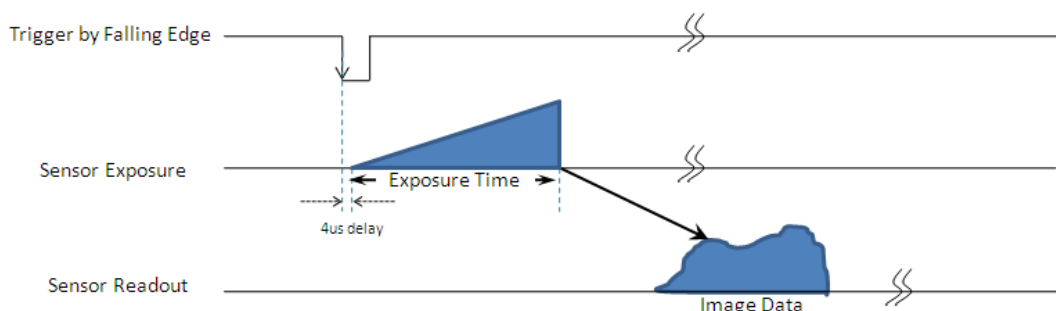 Trigger by Falling Edge
Sensor Exposure
Exposure Time
4us delay
Sensor Readout
Image Data